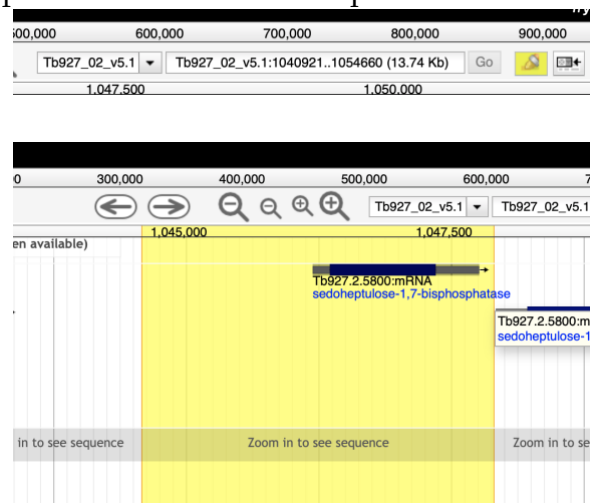 500,000 600,000 700,000 800,000 900,000
Tb927_02_v5.1 Tb927_02_v5.1:1040921..1054660 (13.74 Kb) Go
1,047,500 1,050,000
0 300,000 400,000 500,000 600,000 7
Tb927_02_v5.1 Tb927_02_v5.1
1,045,000 1,047,500
en available)
Tb927.2.5800:mRNA
sedoheptulose-1,7-bisphosphatase
Tb927.2.5800:m
sedoheptulose-1
in to see sequence Zoom in to see sequence Zoom in to se